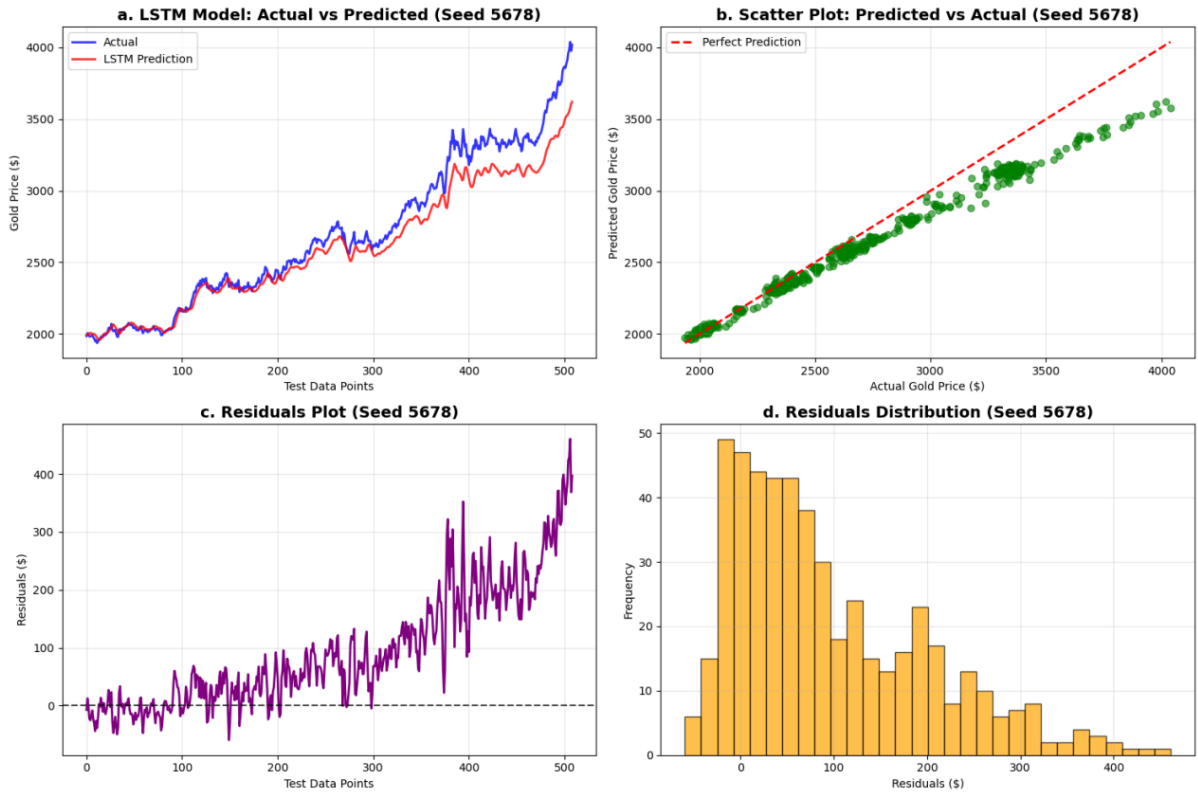 a. LSTM Model: Actual vs Predicted (Seed 5678)
Actual
LSTM Prediction
4000
3500
3000
2500
2000
Gold Price ($)
0 100 200 300 400 500
Test Data Points
b. Scatter Plot: Predicted vs Actual (Seed 5678)
Perfect Prediction
4000
3500
3000
2500
2000
Predicted Gold Price ($)
2000 2500 3000 3500 4000
Actual Gold Price ($)
c. Residuals Plot (Seed 5678)
400
300
200
100
0
Residuals ($)
0 100 200 300 400 500
Test Data Points
d. Residuals Distribution (Seed 5678)
50
40
30
20
10
0
Frequency
0 100 200 300 400
Residuals ($)